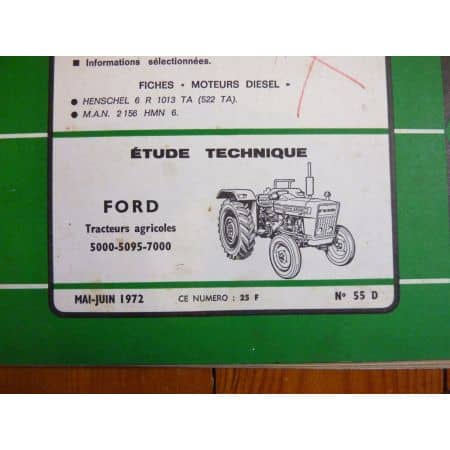 ■ Informations sélectionnées.
FICHES « MOTEURS DIESEL »
● HENSCHEL 6 R 1013 TA (522 TA).
● M.A.N. 2 156 HMN 6.
ÉTUDE TECHNIQUE
FORD
Tracteurs agricoles
5000-5095-7000
MAI-JUIN 1972 CE NUMERO : 25 F N° 55 D